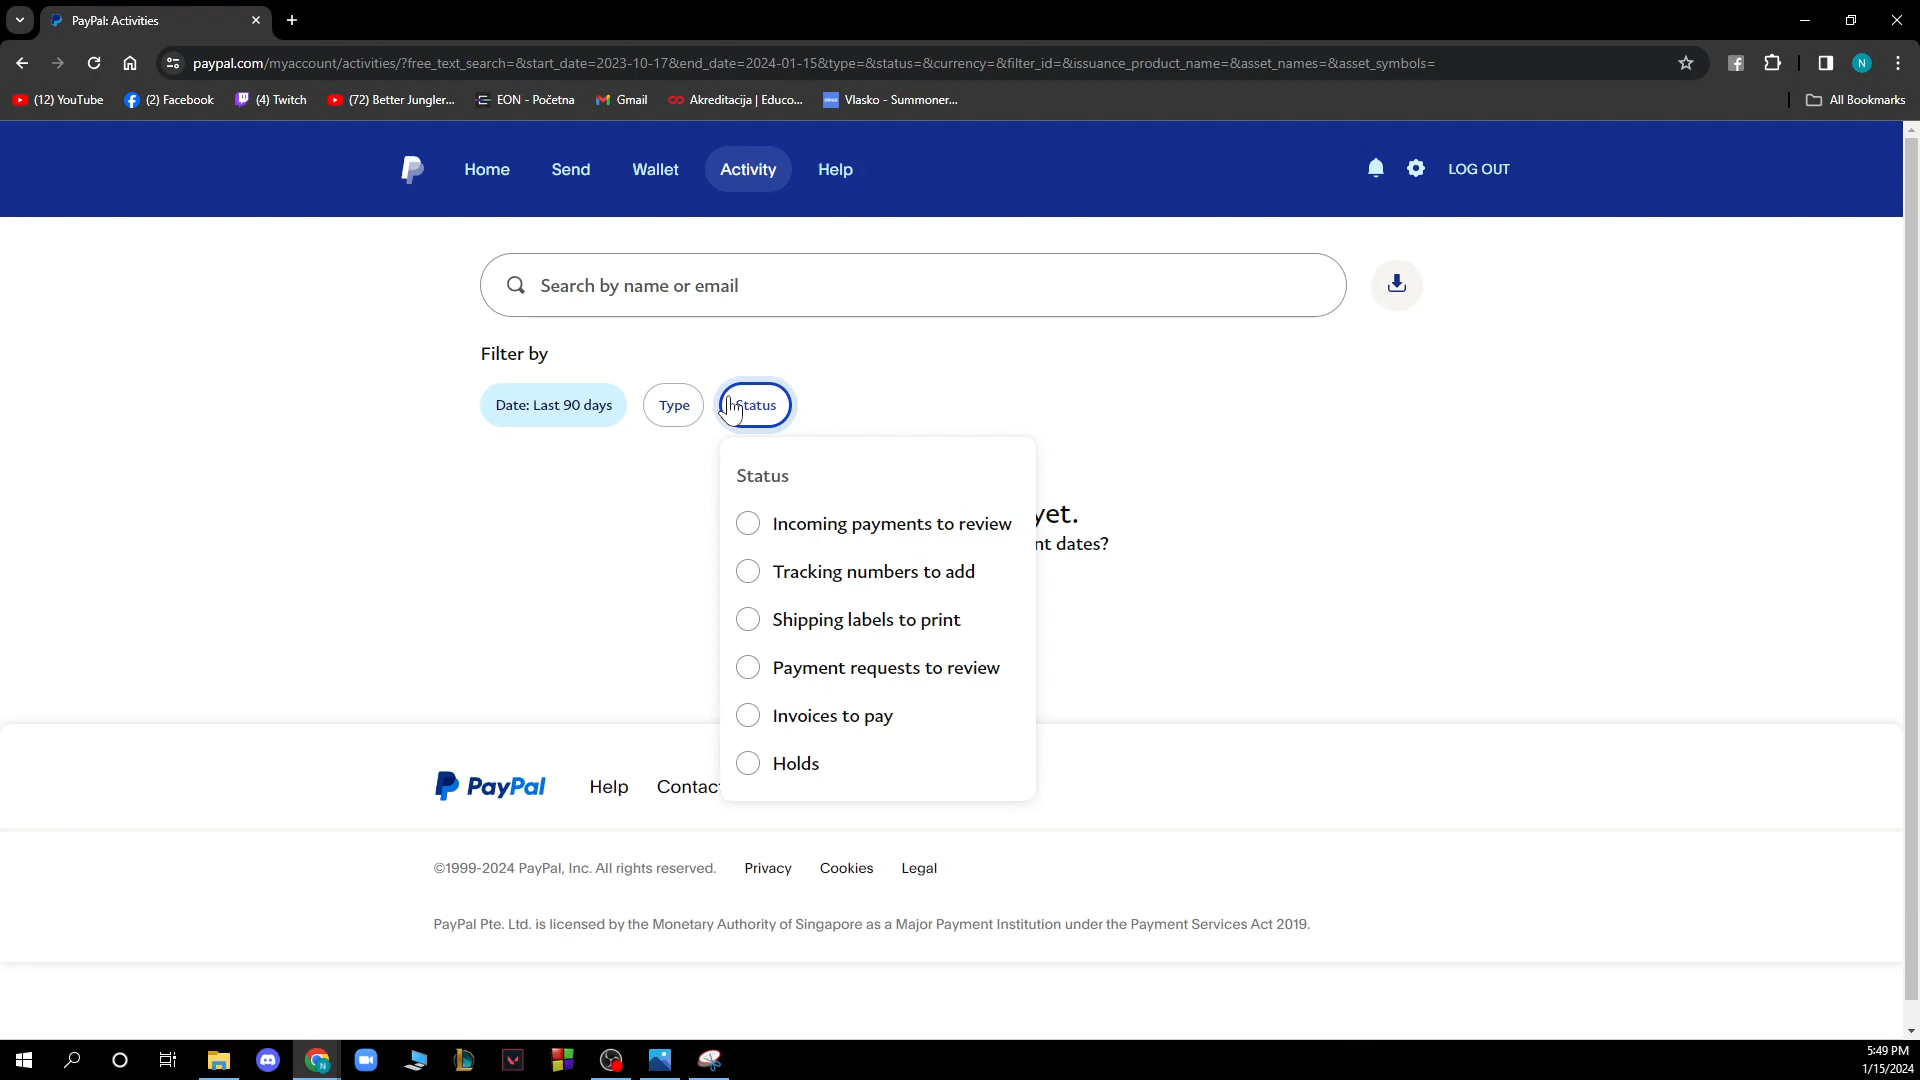 PayPal: Activities
paypal.com/myaccount/activities/?free_text_search=&start_date=2023-10-17&end_date=2024-01-15&type=&status=&currency=&filter_id=&issuance_product_name=&asset_names=&asset_symbols=
N
(12) YouTube
(2) Facebook
(4) Twitch
(72) Better Jungler...
EON - Početna
Gmail
Akreditacija | Educo...
Vlasko - Summoner...
All Bookmarks
Home
Send
Wallet
Activity
Help
LOG OUT
Search by name or email
Filter by
Date: Last 90 days
Type
Status
Status
Incoming payments to review
yet.
nt dates?
Tracking numbers to add
Shipping labels to print
Payment requests to review
Invoices to pay
Holds
PayPal
Help
Contac
©1999-2024 PayPal, Inc. All rights reserved.
Privacy
Cookies
Legal
PayPal Pte. Ltd. is licensed by the Monetary Authority of Singapore as a Major Payment Institution under the Payment Services Act 2019.
5:49 PM
1/15/2024